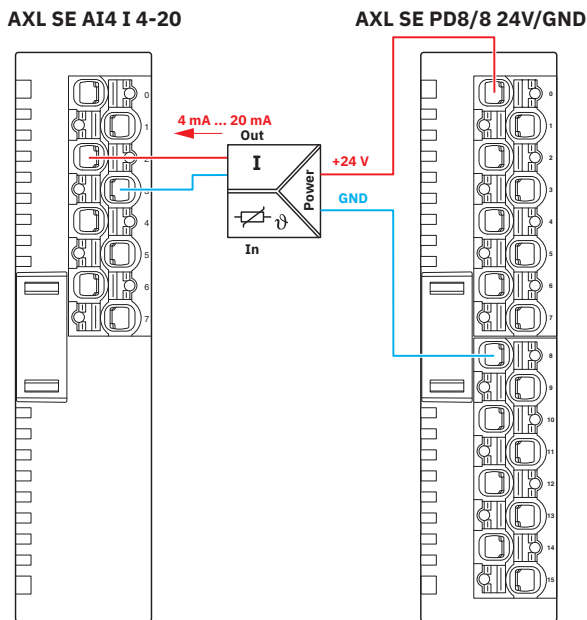 AXL SE AI4 I 4-20
AXL SE PD8/8 24V/GND
4 mA ... 20 mA
Out
I
Power
+24 V
GND
ϑ
In
0
1
2
3
4
5
6
7
0
1
2
3
4
5
6
7
8
9
10
11
12
13
14
15